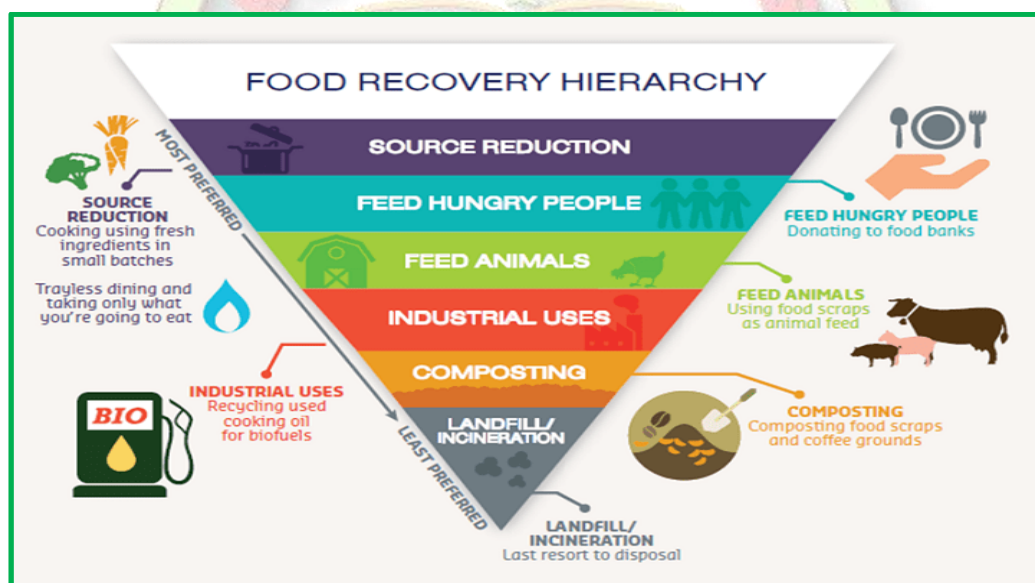 FOOD RECOVERY HIERARCHY
MOST PREFERRED
LEAST PREFERRED
SOURCE REDUCTION
FEED HUNGRY PEOPLE
FEED ANIMALS
INDUSTRIAL USES
COMPOSTING
LANDFILL/
INCINERATION
SOURCE
REDUCTION
Cooking using fresh
ingredients in
small batches
Trayless dining and
taking only what
you're going to eat
INDUSTRIAL USES
Recycling used
cooking oil
for biofuels
BIO
FEED HUNGRY PEOPLE
Donating to food banks
FEED ANIMALS
Using food scraps
as animal feed
COMPOSTING
Composting food scraps
and coffee grounds
LANDFILL/
INCINERATION
Last resort to disposal